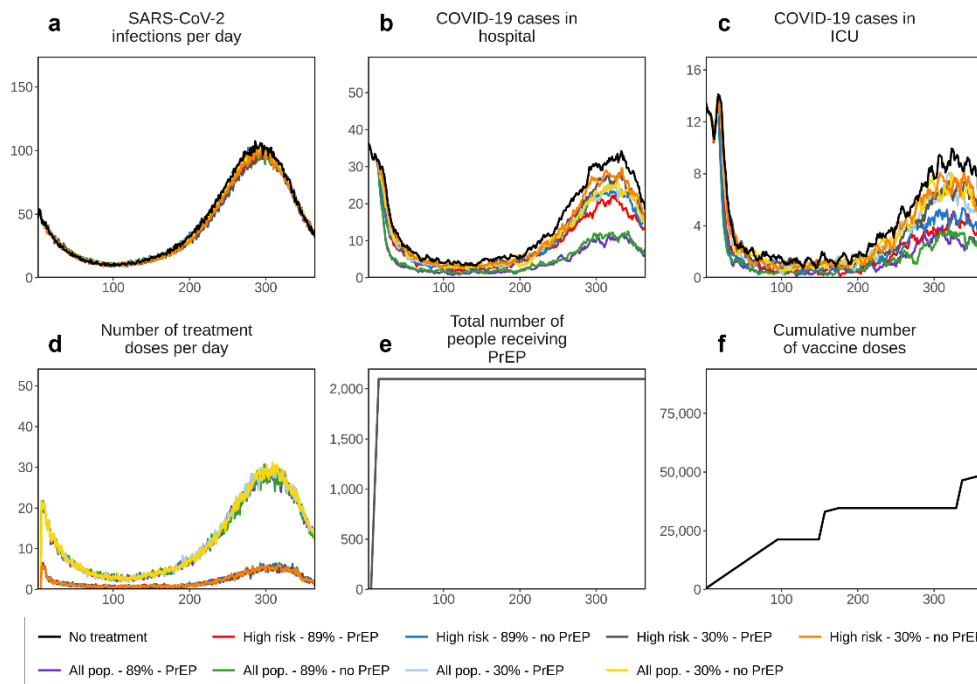 a
SARS-CoV-2
infections per day
150
100
50
0
100
200
300
b
COVID-19 cases in
hospital
50
40
30
20
10
0
100
200
300
c
COVID-19 cases in
ICU
16
12
8
4
0
100
200
300
d
Number of treatment
doses per day
50
40
30
20
10
0
100
200
300
e
Total number of
people receiving
PrEP
2,000
1,500
1,000
500
0
100
200
300
f
Cumulative number
of vaccine doses
75,000
50,000
25,000
0
100
200
300
No treatment
High risk - 89% - PrEP
High risk - 89% - no PrEP
High risk - 30% - PrEP
High risk - 30% - no PrEP
All pop. - 89% - PrEP
All pop. - 89% - no PrEP
All pop. - 30% - PrEP
All pop. - 30% - no PrEP